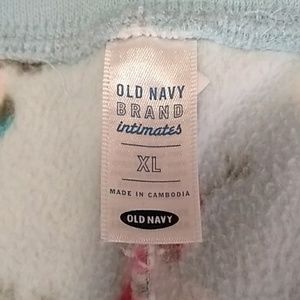 OLD NAVY
BRAND
intimates
XL
MADE IN CAMBODIA
OLD NAVY